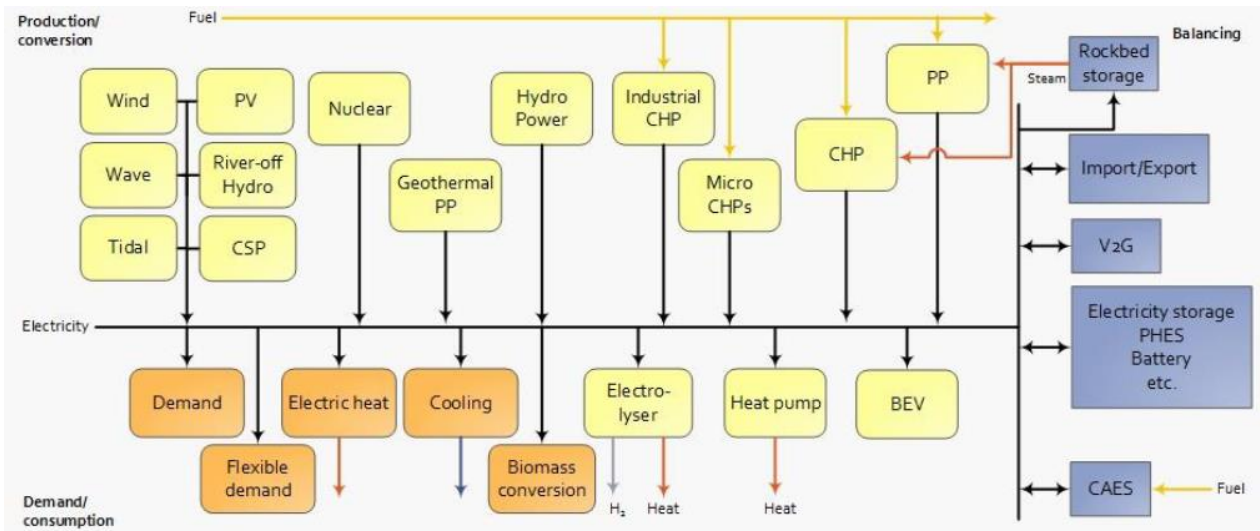 Production/
conversion
Fuel
Balancing
Wind
PV
Nuclear
Hydro
Power
Industrial
CHP
PP
Steam
Rockbed
storage
Wave
River-off
Hydro
Geothermal
PP
Micro
CHPs
CHP
Import/Export
Tidal
CSP
V2G
Electricity
Electricity storage
PHES
Battery
etc.
Demand
Electric heat
Cooling
Electro-
lyser
Heat pump
BEV
Flexible
demand
Biomass
conversion
H₂
Heat
Heat
CAES
Fuel
Demand/
consumption